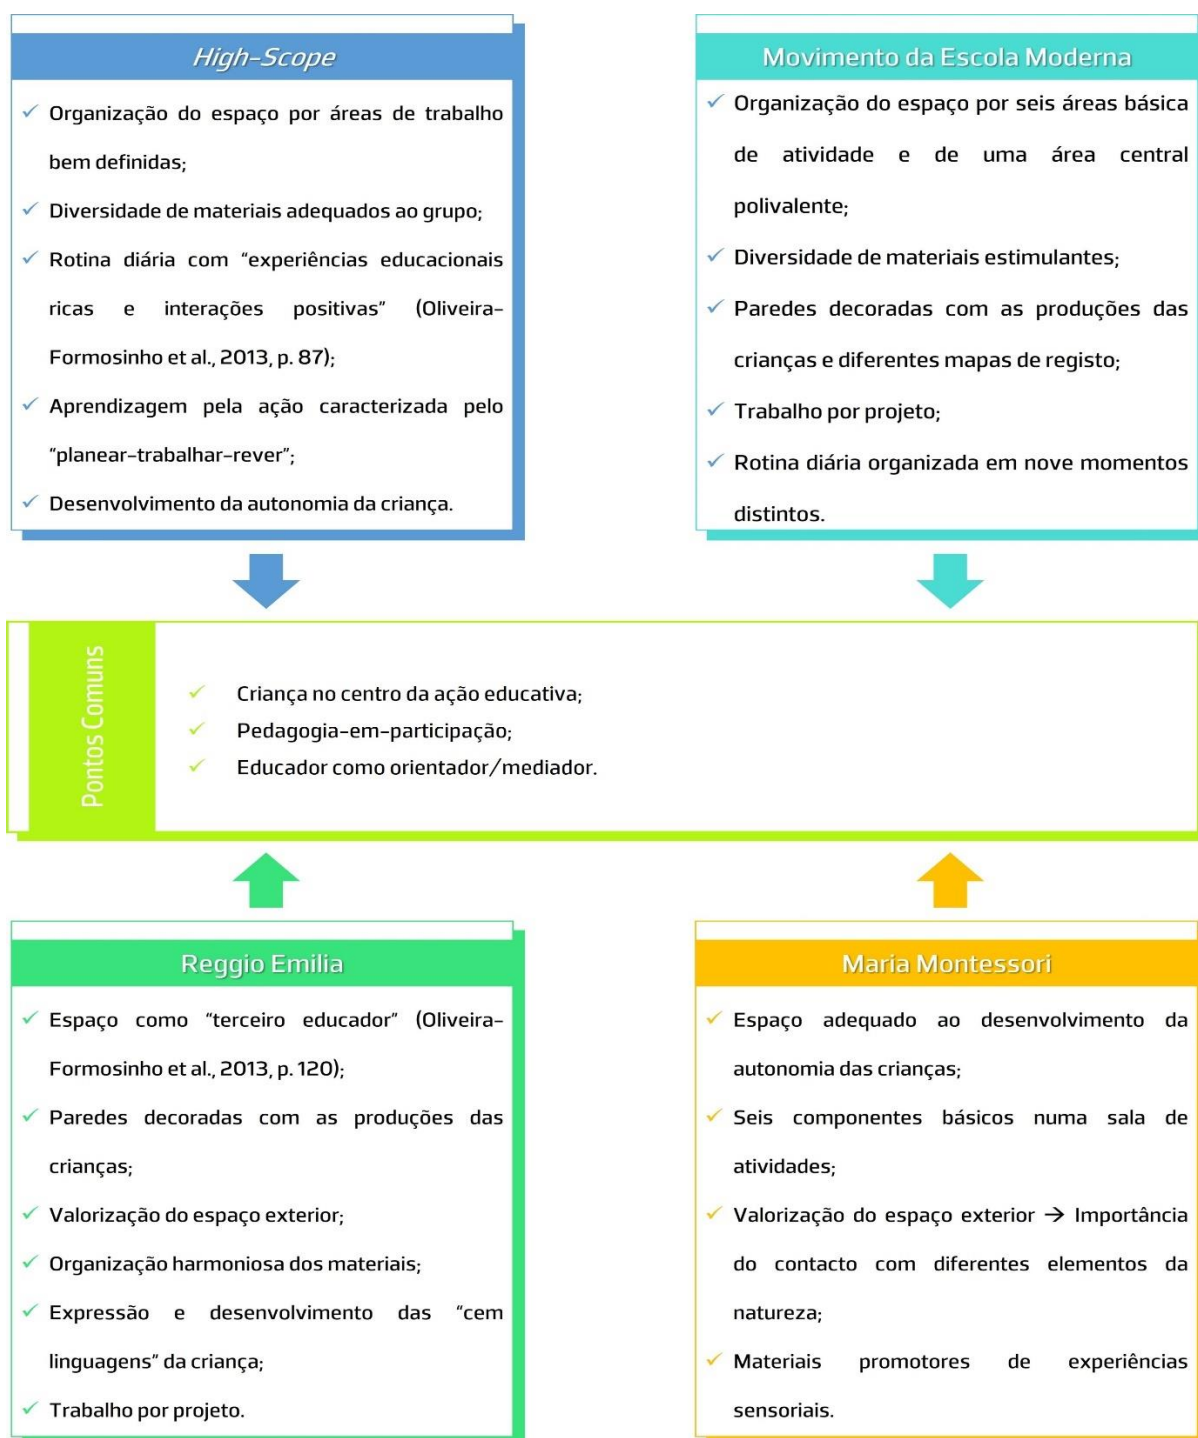 High-Scope
✓ Organização do espaço por áreas de trabalho
bem definidas;
✓ Diversidade de materiais adequados ao grupo;
✓ Rotina diária com “experiências educacionais
ricas e interações positivas” (Oliveira-
Formosinho et al., 2013, p. 87);
✓ Aprendizagem pela ação caracterizada pelo
“planear-trabalhar-rever”;
✓ Desenvolvimento da autonomia da criança.
Movimento da Escola Moderna
✓ Organização do espaço por seis áreas básica
de atividade e de uma área central
polivalente;
✓ Diversidade de materiais estimulantes;
✓ Paredes decoradas com as produções das
crianças e diferentes mapas de registo;
✓ Trabalho por projeto;
✓ Rotina diária organizada em nove momentos
distintos.
Pontos Comuns
✓ Criança no centro da ação educativa;
✓ Pedagogia-em-participação;
✓ Educador como orientador/mediador.
Reggio Emilia
✓ Espaço como “terceiro educador” (Oliveira-
Formosinho et al., 2013, p. 120);
✓ Paredes decoradas com as produções das
crianças;
✓ Valorização do espaço exterior;
✓ Organização harmoniosa dos materiais;
✓ Expressão e desenvolvimento das “cem
linguagens” da criança;
✓ Trabalho por projeto.
Maria Montessori
✓ Espaço adequado ao desenvolvimento da
autonomia das crianças;
✓ Seis componentes básicos numa sala de
atividades;
✓ Valorização do espaço exterior → Importância
do contacto com diferentes elementos da
natureza;
✓ Materiais promotores de experiências
sensoriais.